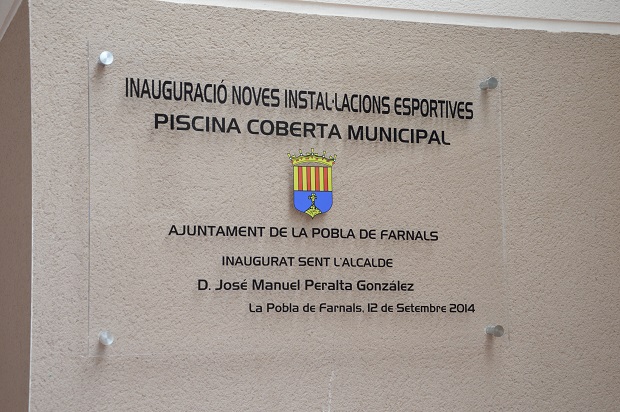 INAUGURACIÓ NOVES INSTAL·LACIONS ESPORTIVES
PISCINA COBERTA MUNICIPAL
AJUNTAMENT DE LA POBLA DE FARNALS
INAUGURAT SENT L'ALCALDE
D. José Manuel Peralta González
La Pobla de Farnals, 12 de Setembre 2014